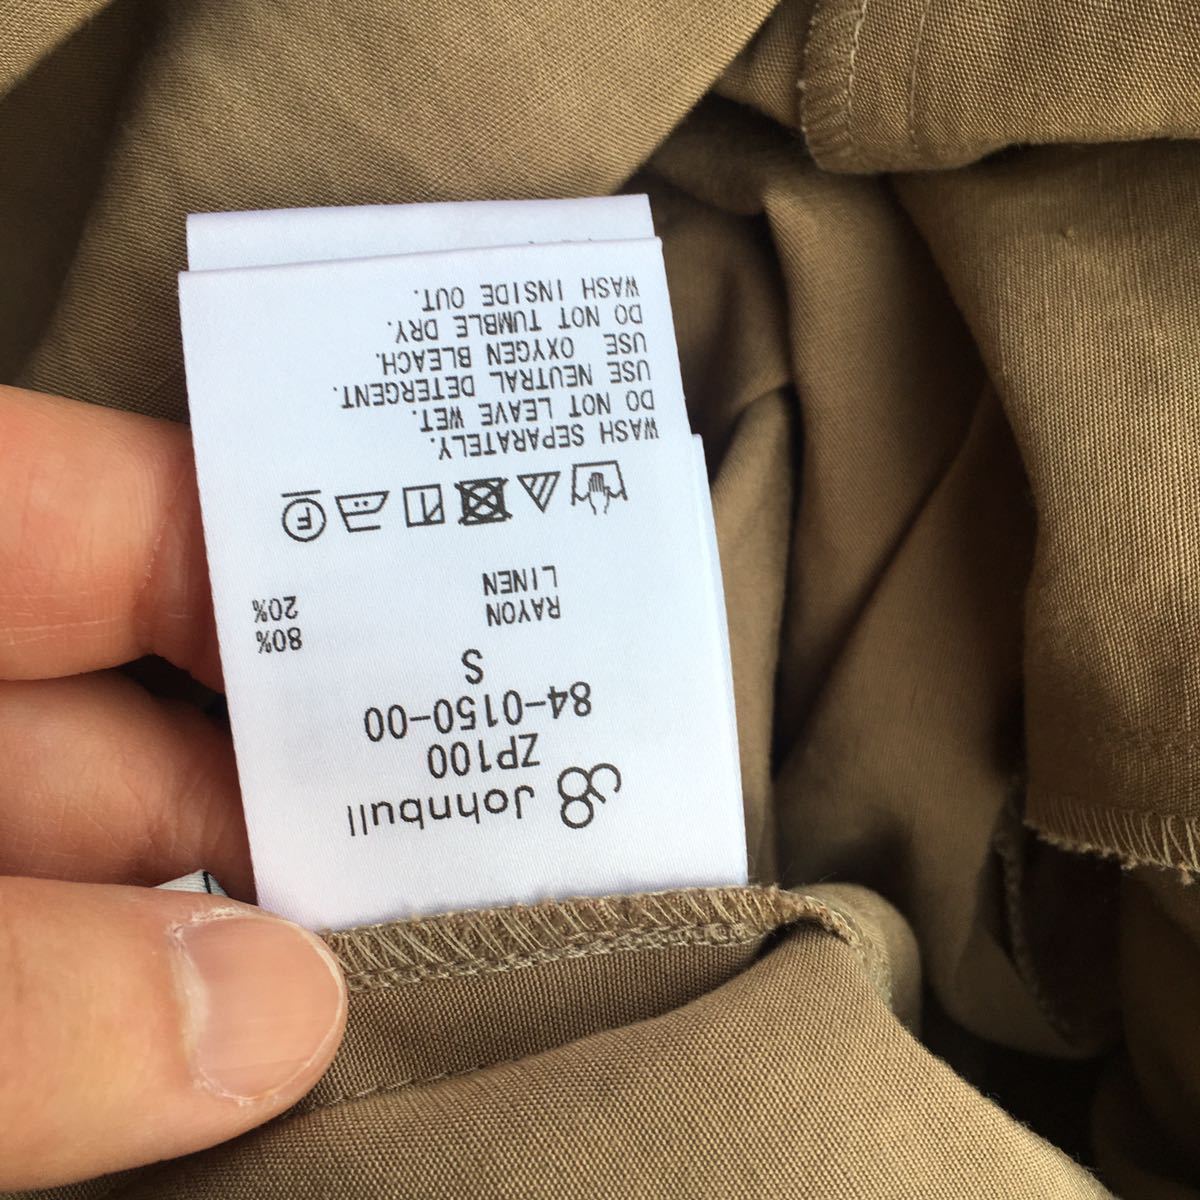 Johnbull
ZP100
84-0150-00
S
RAYON 80%
LINEN 20%
F
WASH SEPARATELY.
DO NOT LEAVE WET.
USE NEUTRAL DETERGENT.
USE OXYGEN BLEACH.
DO NOT TUMBLE DRY.
WASH INSIDE OUT.